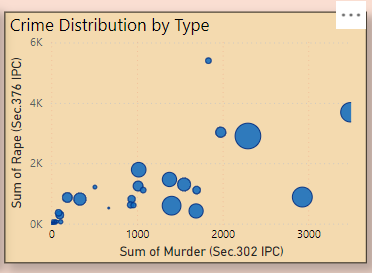 Crime Distribution by Type
6K
4K
2K
0K
Sum of Rape (Sec.376 IPC)
0
1000
2000
3000
Sum of Murder (Sec.302 IPC)